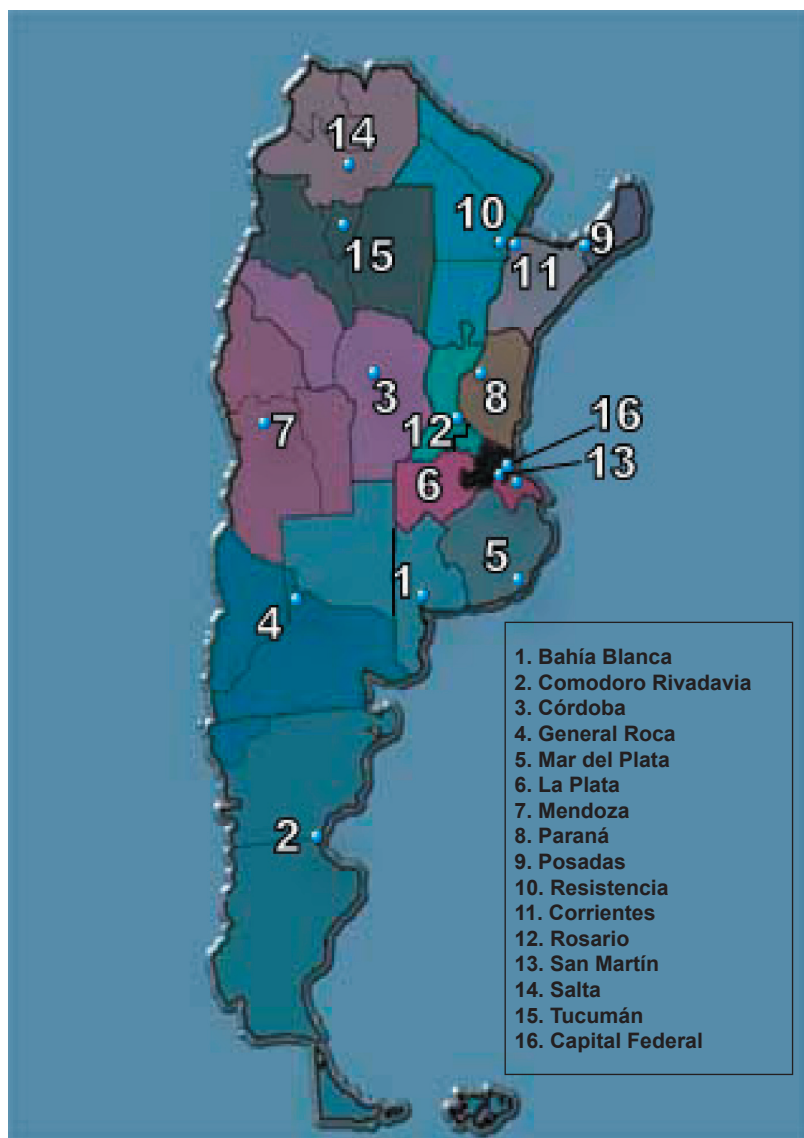 14
10
9
15
11
3
8
16
7
12
13
6
5
1
4
2
1. Bahía Blanca
2. Comodoro Rivadavia
3. Córdoba
4. General Roca
5. Mar del Plata
6. La Plata
7. Mendoza
8. Paraná
9. Posadas
10. Resistencia
11. Corrientes
12. Rosario
13. San Martín
14. Salta
15. Tucumán
16. Capital Federal